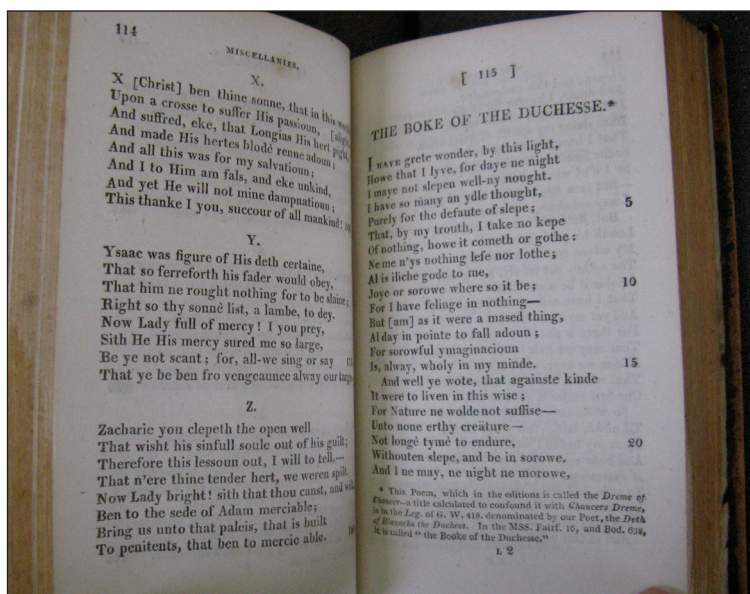 114
MISCELLANIES.
X.
X [Christ] ben thine sonne, that in this
Upon a crosse to suffer His passioun,
And suffred, eke, that Longias His hert pight,
And made His hertes blodè renne adoun;
And all this was for my salvatioun;
And I to Him am fals, and eke unkind,
And yet He will not mine dampnatioun;
This thanke I you, succour of all mankind!
Y.
Ysaac was figure of His deth certaine,
That so ferreforth his fader would obey,
That him ne rought nothing for to be slaine;
Right so thy sonnè list, a lambe, to dey.
Now Lady full of mercy! I you prey,
Sith He His mercy sured me so large,
Be ye not scant; for, all-we sing or say
That ye be ben fro vengeaunce alway our targe.
Z.
Zacharie you clepeth the open well
That wisht his sinfull soule out of his guilt;
Therefore this lessoun out, I will to tell,—
That n'ere thine tender hert, we weren spilt.
Now Lady bright! sith that thou canst, and
Ben to the sede of Adam merciable;
Bring us unto that paleis, that is built
To penitents, that ben to mercie able.
[ 115 ]
THE BOKE OF THE DUCHESSE.*
I HAVE grete wonder, by this light,
Howe that I lyve, for daye ne night
I maye not slepen well-ny nought.
I have so many an ydle thought,
Purely for the defaute of slepe; 5
That, by my trouth, I take no kepe
Of nothing, howe it cometh or gothe:
Ne me n'ys nothing lefe nor lothe;
Al is iliche gode to me,
Joye or sorowe where so it be; 10
For I have felinge in nothing—
But [am] as it were a mased thing,
Al day in pointe to fall adoun;
For sorowful ymaginacioun
Is, alway, wholy in my minde. 15
And well ye wote, that againste kinde
It were to liven in this wise;
For Nature ne wolde not suffise—
Unto none erthy creäture—
Not longé tymé to endure, 20
Withouten slepe, and be in sorowe.
And I ne may, ne night ne morowe,
* This Poem, which in the editions is called the Dreme of
Chaucer—a title calculated to confound it with Chaucers Dreme,
is in the Leg. of G. W. 418. denominated by our Poet, the Deth
of Blaunche the Duchess. In the MSS. Fairf. 16, and Bod. 638,
it is called "the Booke of the Duchesse."
L 2